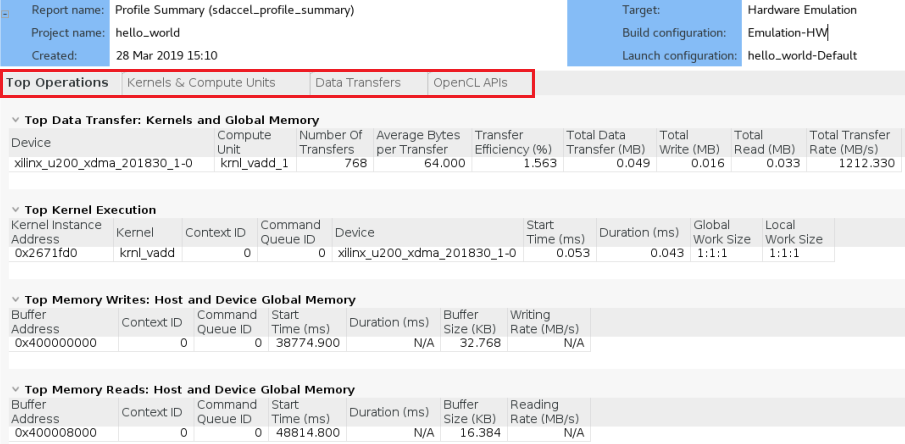 Report name: Profile Summary (sdaccel_profile_summary) Target: Hardware Emulation
Project name: hello_world Build configuration: Emulation-HW
Created: 28 Mar 2019 15:10 Launch configuration: hello_world-Default
Top Operations Kernels & Compute Units Data Transfers OpenCL APIs
Top Data Transfer: Kernels and Global Memory
Compute Number Of Average Bytes Transfer Total Data Total Total Total Transfer
Device Unit Transfers per Transfer Efficiency (%) Transfer (MB) Write (MB) Read (MB) Rate (MB/s)
xilinx_u200_xdma_201830_1-0 krnl_vadd_1 768 64.000 1.563 0.049 0.016 0.033 1212.330
Top Kernel Execution
Kernel Instance Command Start Global Local
Address Kernel Context ID Queue ID Device Time (ms) Duration (ms) Work Size Work Size
0x2671fd0 krnl_vadd 0 0 xilinx_u200_xdma_201830_1-0 0.053 0.043 1:1:1 1:1:1
Top Memory Writes: Host and Device Global Memory
Buffer Command Start Buffer Writing
Address Context ID Queue ID Time (ms) Duration (ms) Size (KB) Rate (MB/s)
0x400000000 0 0 38774.900 N/A 32.768 N/A
Top Memory Reads: Host and Device Global Memory
Buffer Command Start Buffer Reading
Address Context ID Queue ID Time (ms) Duration (ms) Size (KB) Rate (MB/s)
0x400008000 0 0 48814.800 N/A 16.384 N/A